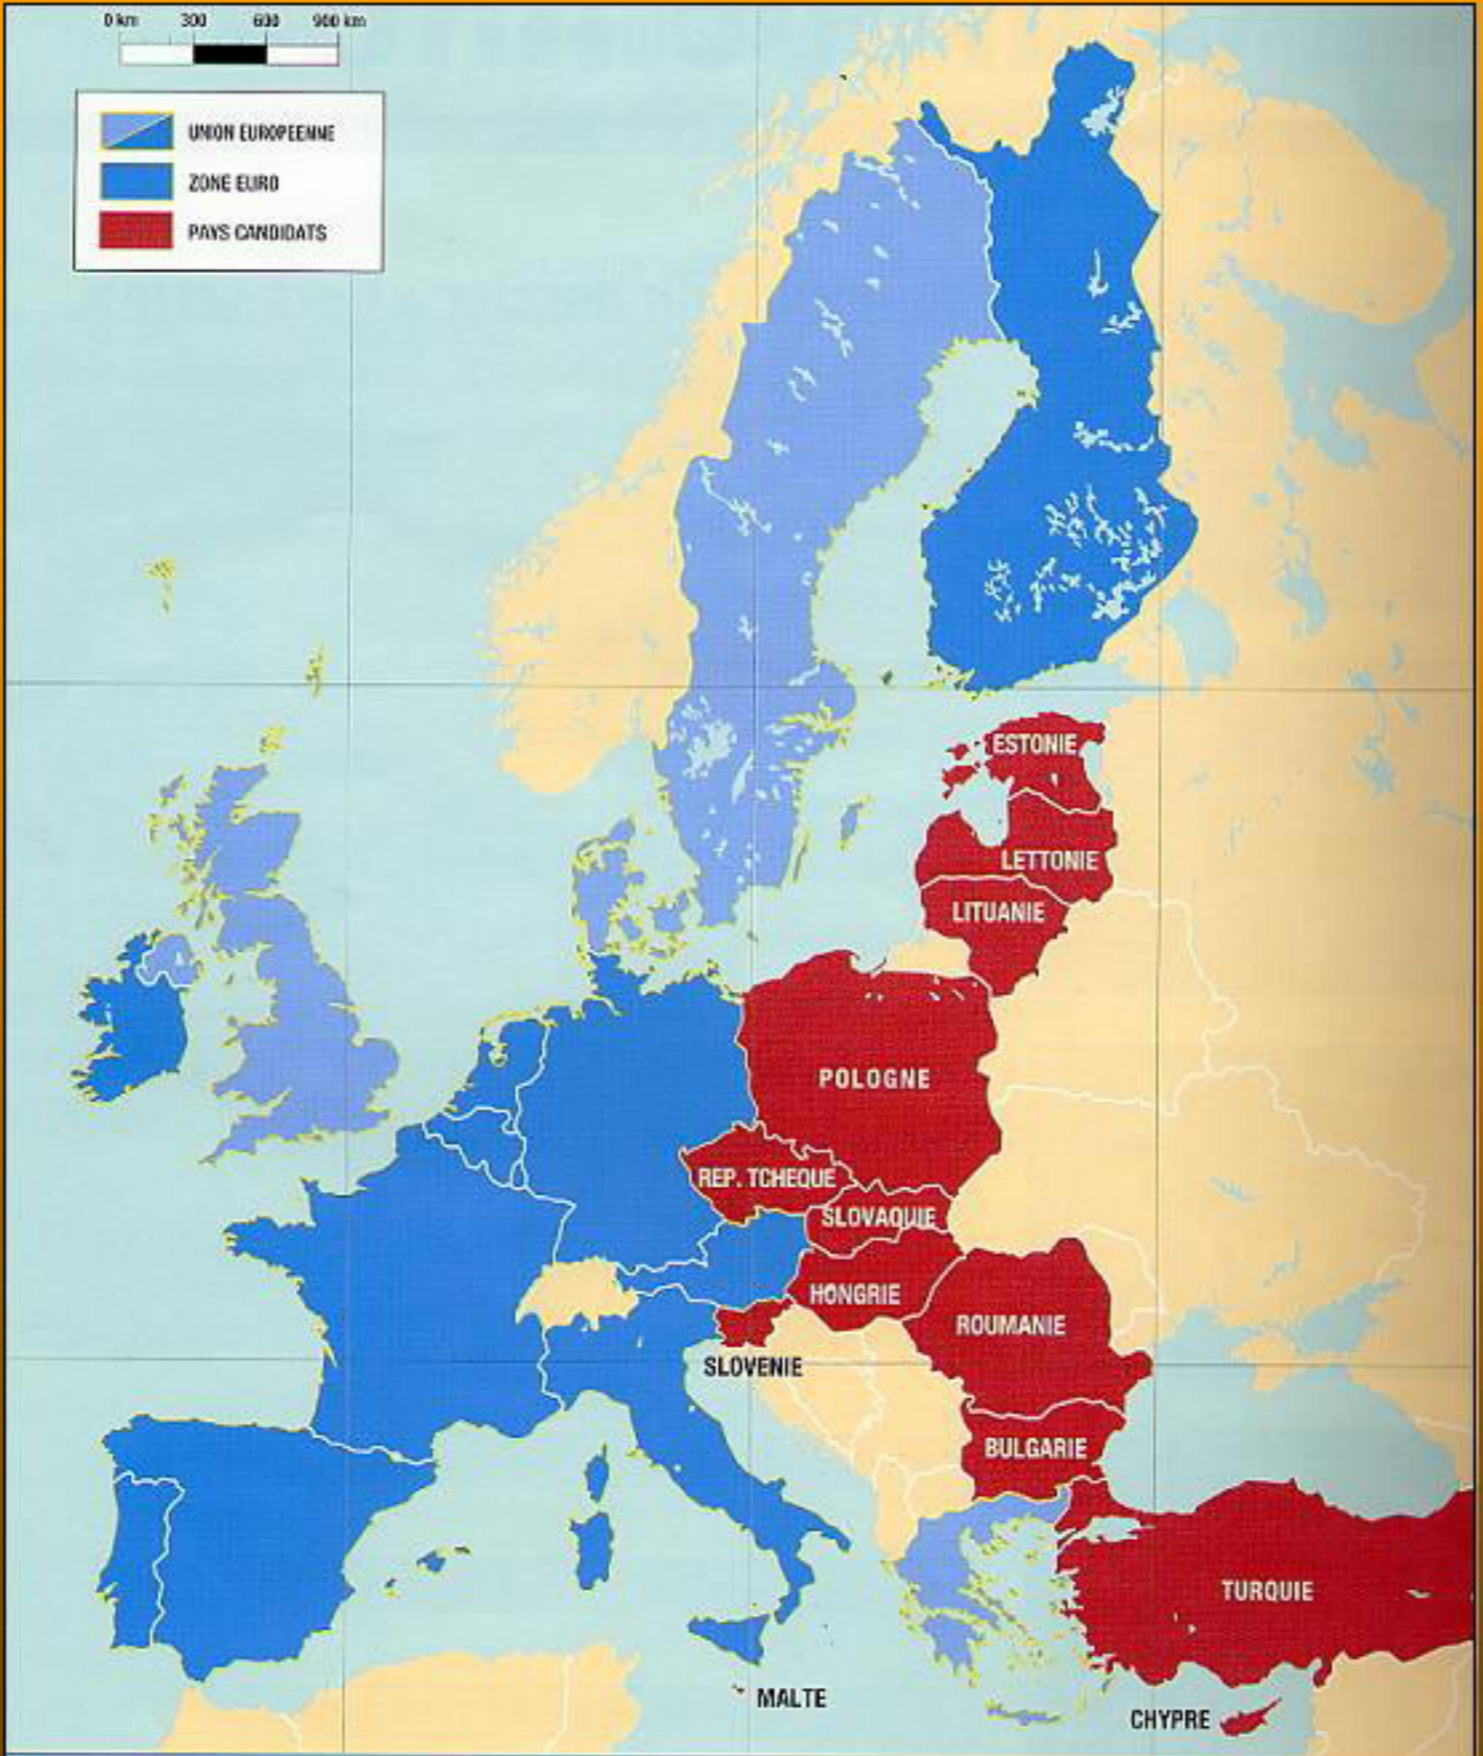 0 km 300 600 900 km
UNION EUROPEENNE
ZONE EURO
PAYS CANDIDATS
ESTONIE
LETTONIE
LITUANIE
POLOGNE
REP. TCHEQUE
SLOVAQUIE
HONGRIE
ROUMANIE
SLOVENIE
BULGARIE
TURQUIE
MALTE
CHYPRE